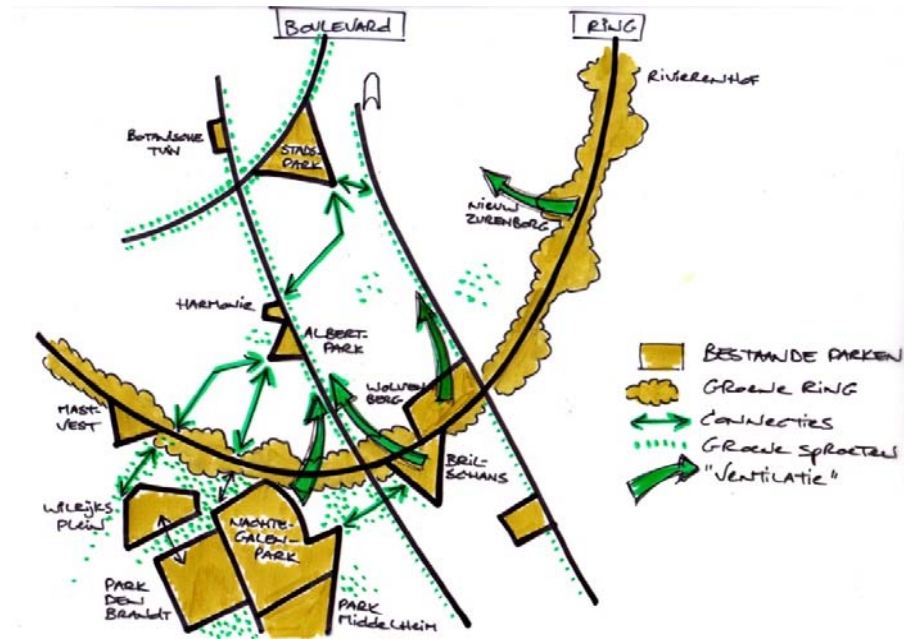 BOULEVARD
RING
RIVIERENHOF
BOTANISCHE
TUIN
STADS-
PARK
NIEUW
ZURENBORG
HARMONIE
ALBERT-
PARK
WOLVEN
BERG
MAST-
VEST
BRIL-
SCHANS
WILRIJKS
PLEIN
NACHTE-
GALEN-
PARK
PARK
DEN
BRANDT
PARK
MIDDELHEIM
BESTAANDE PARKEN
GROENE RING
CONNECTIES
GROENE SPROETEN
"VENTILATIE"